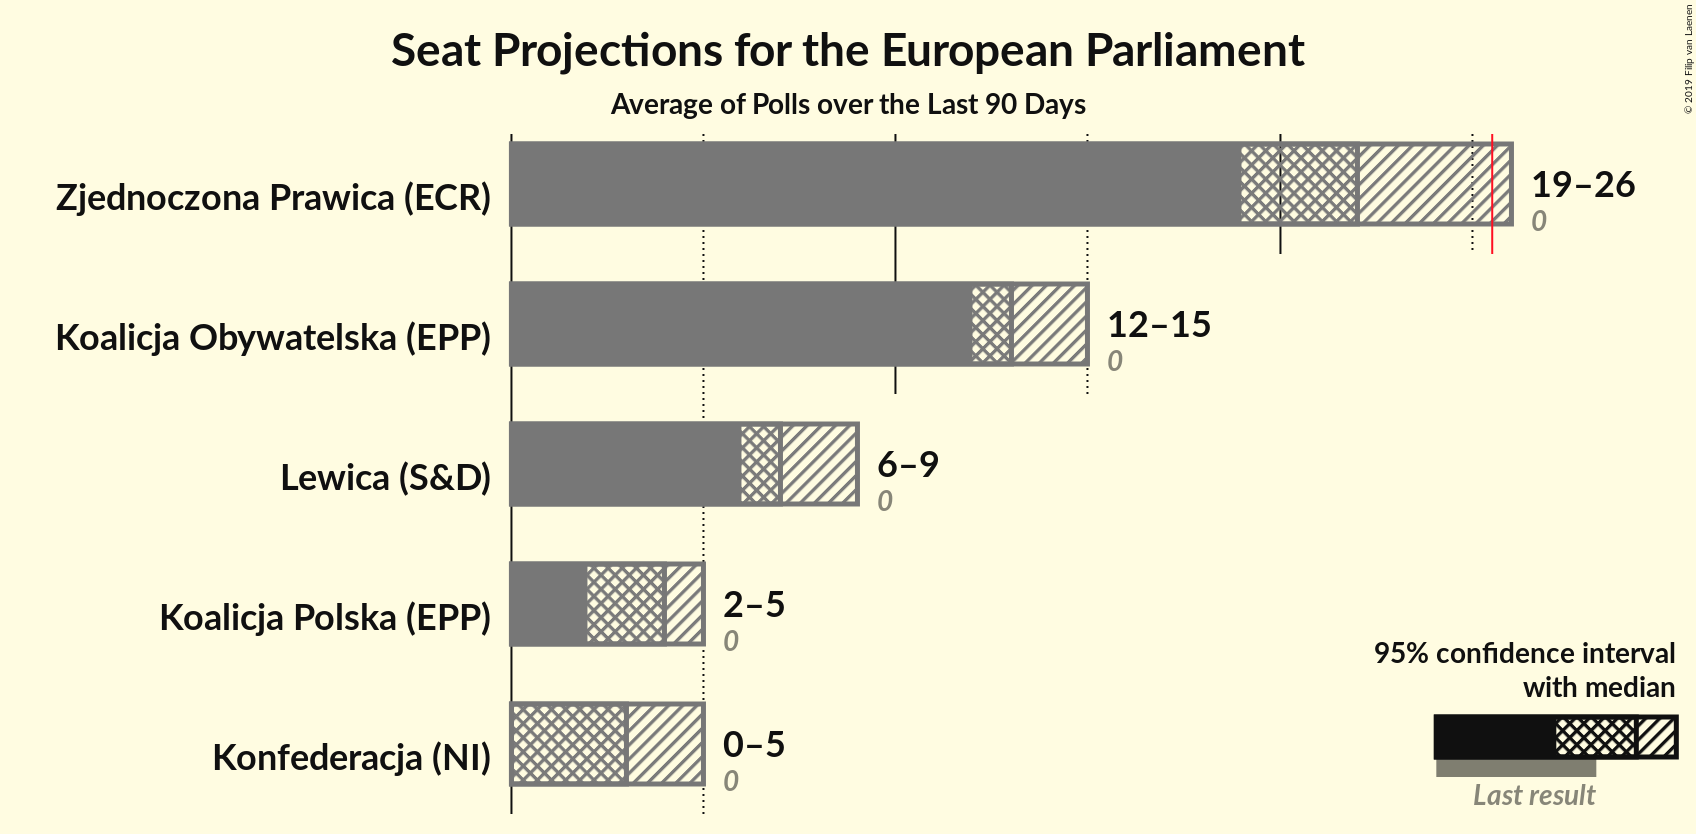 Seat Projections for the European Parliament
Average of Polls over the Last 90 Days
© 2019 Filip van Laenen
Zjednoczona Prawica (ECR)
19–26
0
Koalicja Obywatelska (EPP)
12–15
0
Lewica (S&D)
6–9
0
Koalicja Polska (EPP)
2–5
0
Konfederacja (NI)
0–5
0
95% confidence interval
with median
Last result